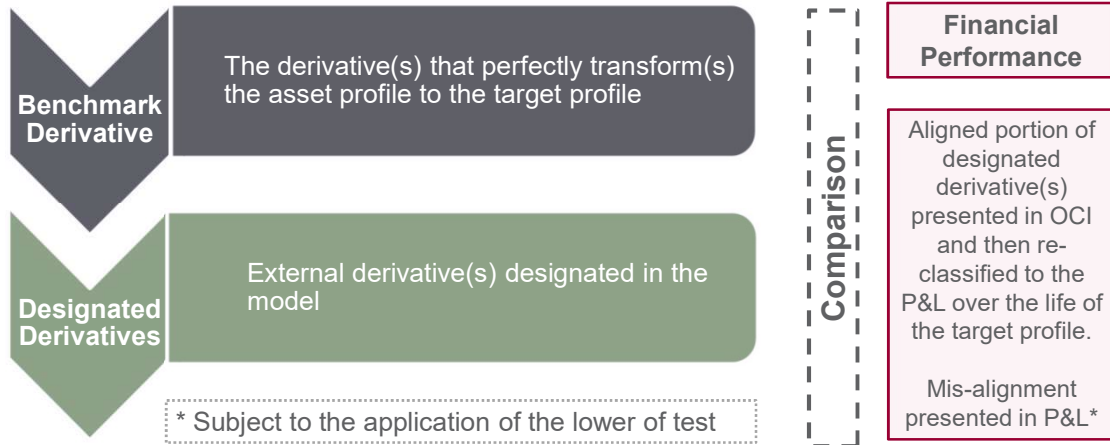 Benchmark
Derivative
The derivative(s) that perfectly transform(s)
the asset profile to the target profile
Designated
Derivatives
External derivative(s) designated in the
model
* Subject to the application of the lower of test
Comparison
Financial
Performance
Aligned portion of
designated
derivative(s)
presented in OCI
and then re-
classified to the
P&L over the life of
the target profile.
Mis-alignment
presented in P&L*